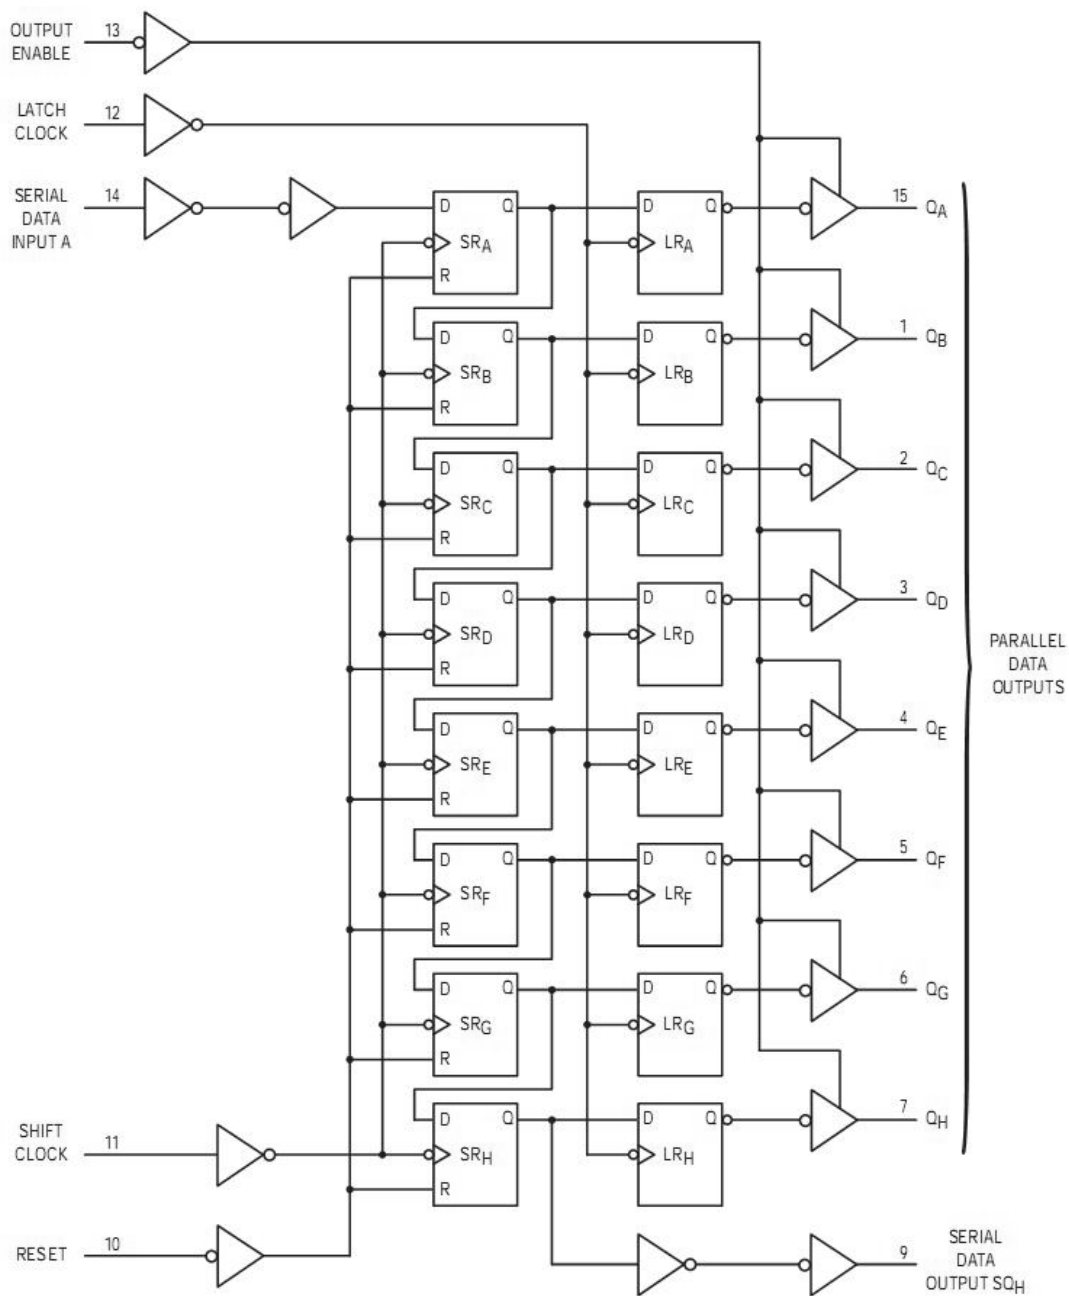 OUTPUT
ENABLE
13
LATCH
CLOCK
12
SERIAL
DATA
INPUT A
14
D Q
SRA
R
D Q
LRA
15 QA
D Q
SRB
R
D Q
LRB
1 QB
D Q
SRC
R
D Q
LRC
2 QC
D Q
SRD
R
D Q
LRD
3 QD
PARALLEL
DATA
OUTPUTS
D Q
SRE
R
D Q
LRE
4 QE
D Q
SRF
R
D Q
LRF
5 QF
D Q
SRG
R
D Q
LRG
6 QG
D Q
SRH
R
D Q
LRH
7 QH
SHIFT
CLOCK
11
RESET
10
9
SERIAL
DATA
OUTPUT SQH